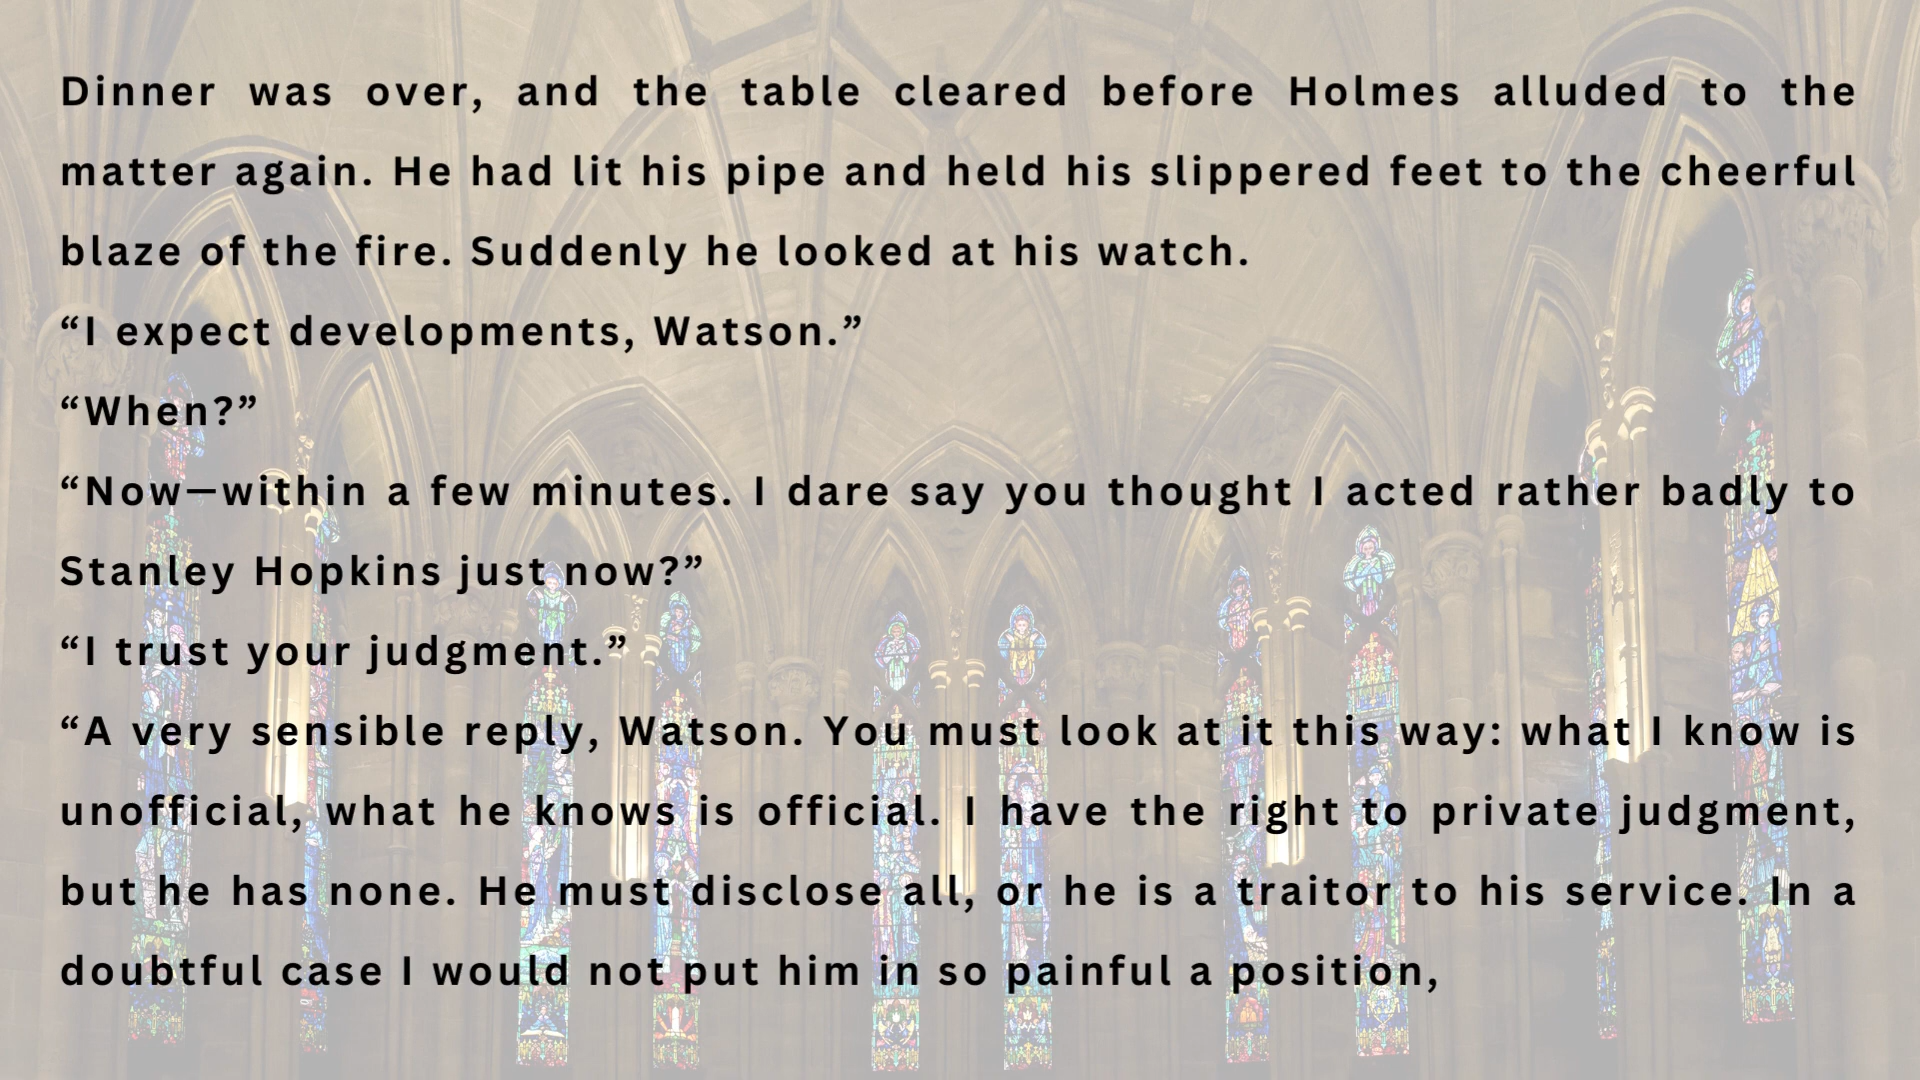 Dinner was over, and the table cleared before Holmes alluded to the
matter again. He had lit his pipe and held his slippered feet to the cheerful
blaze of the fire. Suddenly he looked at his watch.
“I expect developments, Watson.”
“When?”
“Now—within a few minutes. I dare say you thought I acted rather badly to
Stanley Hopkins just now?”
“I trust your judgment.”
“A very sensible reply, Watson. You must look at it this way: what I know is
unofficial, what he knows is official. I have the right to private judgment,
but he has none. He must disclose all, or he is a traitor to his service. In a
doubtful case I would not put him in so painful a position,